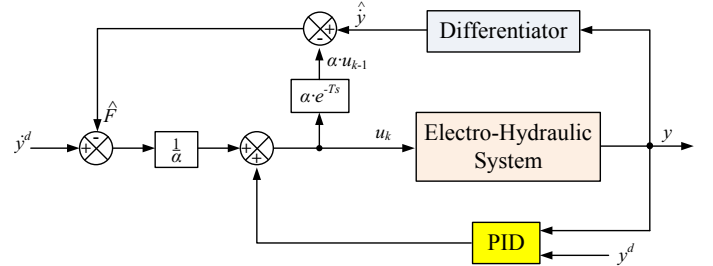 +
-
ŷ̇
Differentiator
α·u_{k-1}
α·e^{-Ts}
F̂
ẏ^d
+
-
1/α
+
+
u_k
Electro-Hydraulic
System
y
PID
y^d